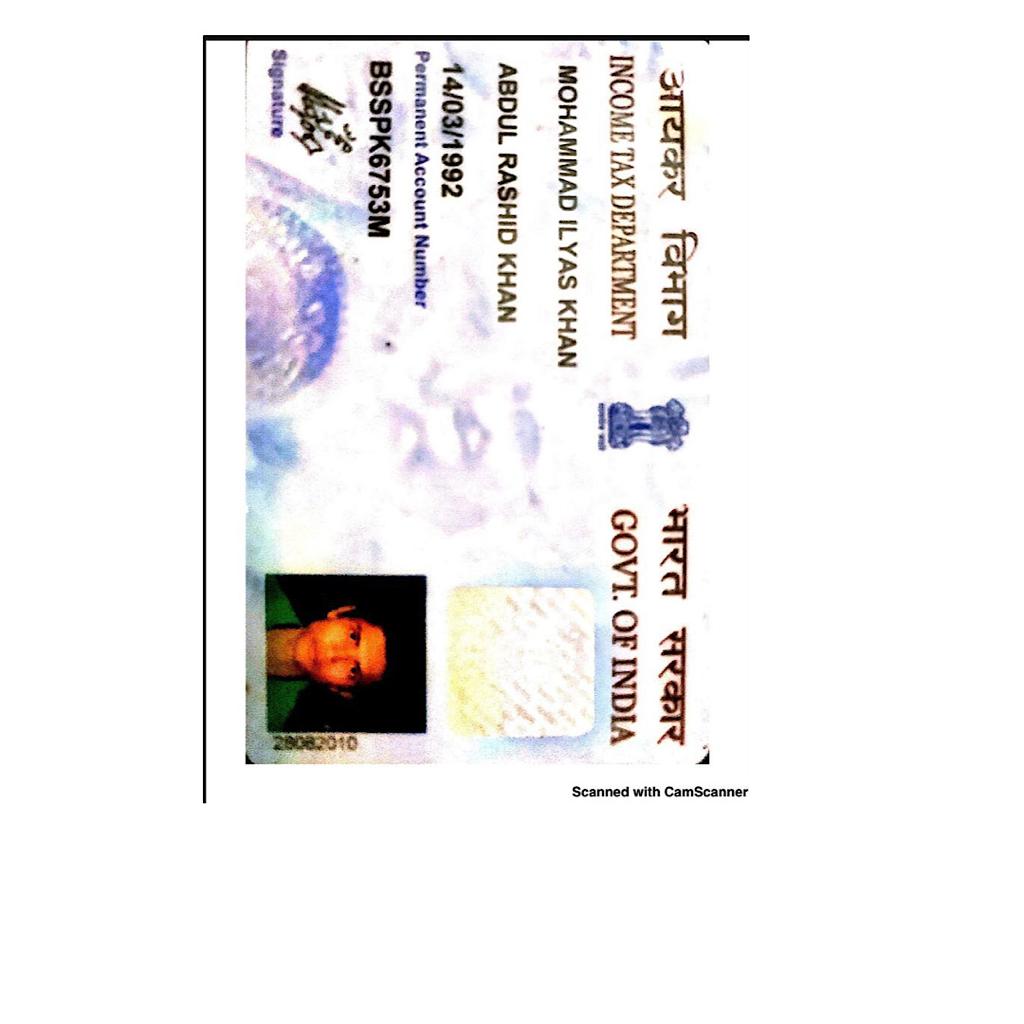 आयकर विभाग
INCOME TAX DEPARTMENT
भारत सरकार
GOVT. OF INDIA
MOHAMMAD ILYAS KHAN
ABDUL RASHID KHAN
14/03/1992
Permanent Account Number
BSSPK6753M
Signature
Scanned with CamScanner